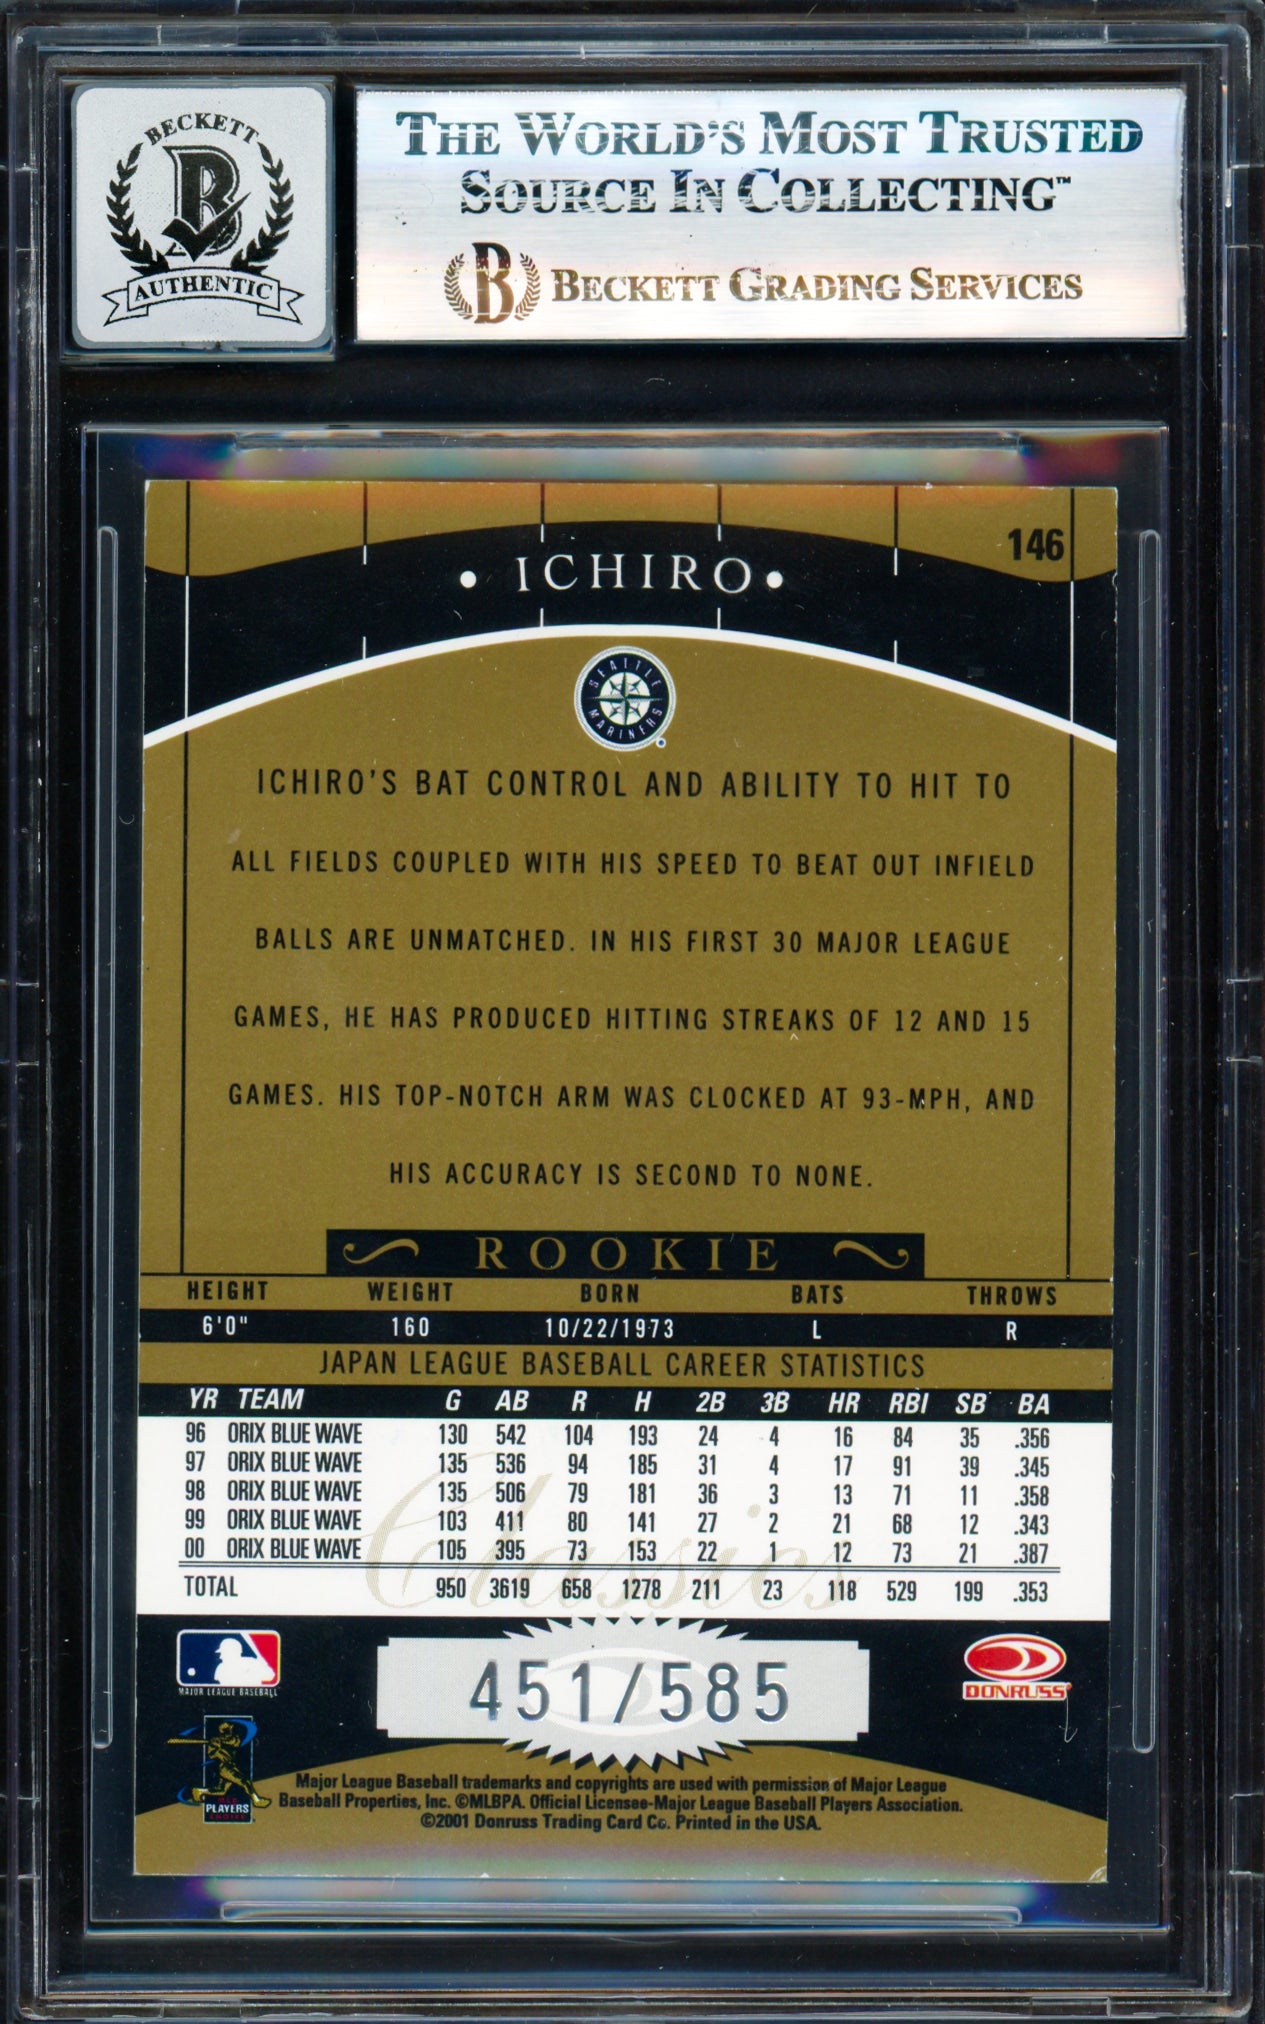 BECKETT
B
AUTHENTIC
THE WORLD'S MOST TRUSTED
SOURCE IN COLLECTING™
B BECKETT GRADING SERVICES
146
• ICHIRO •
SEATTLE
MARINERS
ICHIRO'S BAT CONTROL AND ABILITY TO HIT TO
ALL FIELDS COUPLED WITH HIS SPEED TO BEAT OUT INFIELD
BALLS ARE UNMATCHED. IN HIS FIRST 30 MAJOR LEAGUE
GAMES, HE HAS PRODUCED HITTING STREAKS OF 12 AND 15
GAMES. HIS TOP-NOTCH ARM WAS CLOCKED AT 93-MPH, AND
HIS ACCURACY IS SECOND TO NONE.
ROOKIE
HEIGHT WEIGHT BORN BATS THROWS
6'0" 160 10/22/1973 L R
JAPAN LEAGUE BASEBALL CAREER STATISTICS
YR TEAM G AB R H 2B 3B HR RBI SB BA
96 ORIX BLUE WAVE 130 542 104 193 24 4 16 84 35 .356
97 ORIX BLUE WAVE 135 536 94 185 31 4 17 91 39 .345
98 ORIX BLUE WAVE 135 506 79 181 36 3 13 71 11 .358
99 ORIX BLUE WAVE 103 411 80 141 27 2 21 68 12 .343
00 ORIX BLUE WAVE 105 395 73 153 22 1 12 73 21 .387
TOTAL 950 3619 658 1278 211 23 118 529 199 .353
Classics
MAJOR LEAGUE BASEBALL
451/585
DONRUSS
PLAYERS
CHOICE
Major League Baseball trademarks and copyrights are used with permission of Major League
Baseball Properties, Inc. ©MLBPA. Official Licensee-Major League Baseball Players Association.
©2001 Donruss Trading Card Co. Printed in the USA.